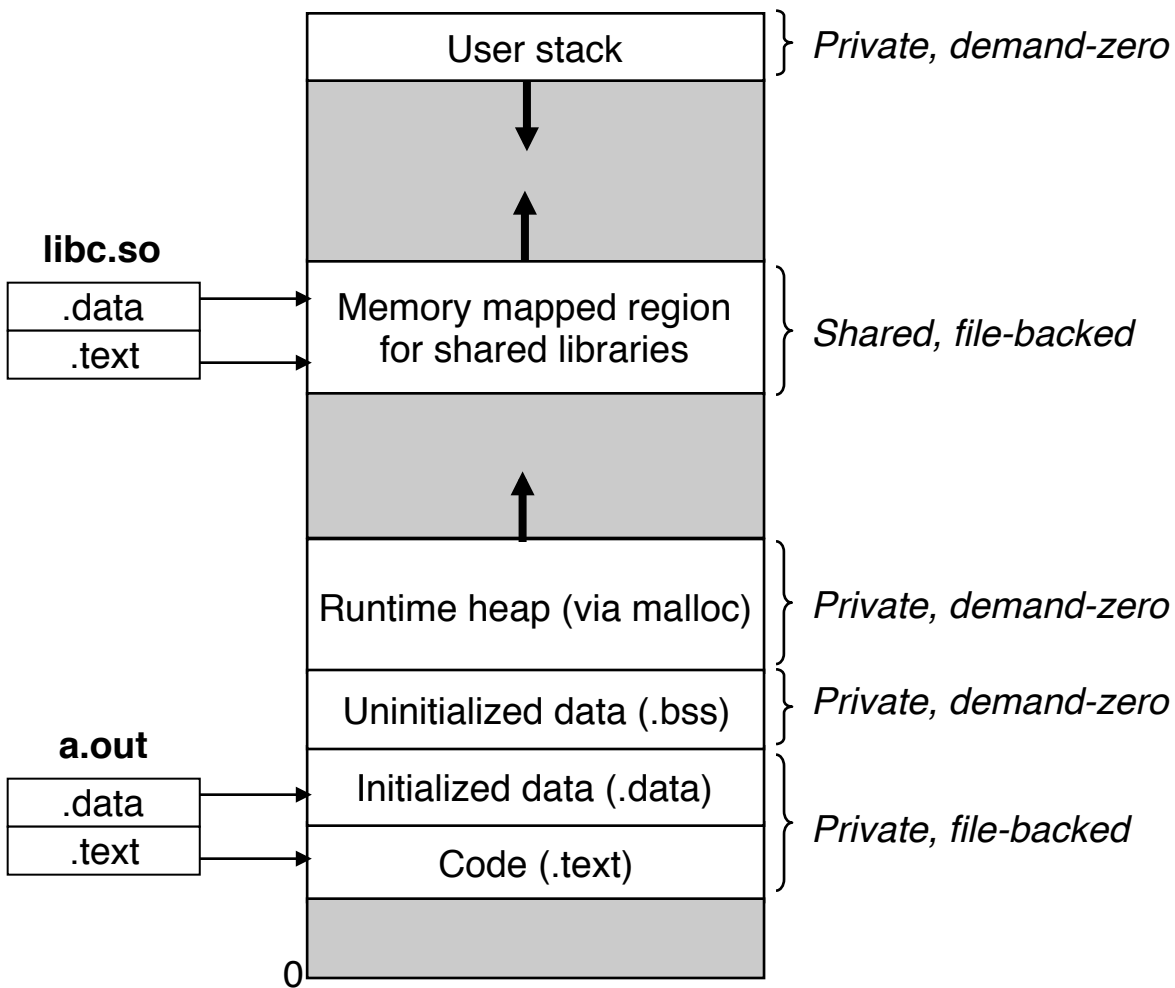 User stack
Private, demand-zero
libc.so
.data
.text
Memory mapped region
for shared libraries
Shared, file-backed
Runtime heap (via malloc)
Private, demand-zero
Uninitialized data (.bss)
Private, demand-zero
a.out
.data
.text
Initialized data (.data)
Code (.text)
Private, file-backed
0